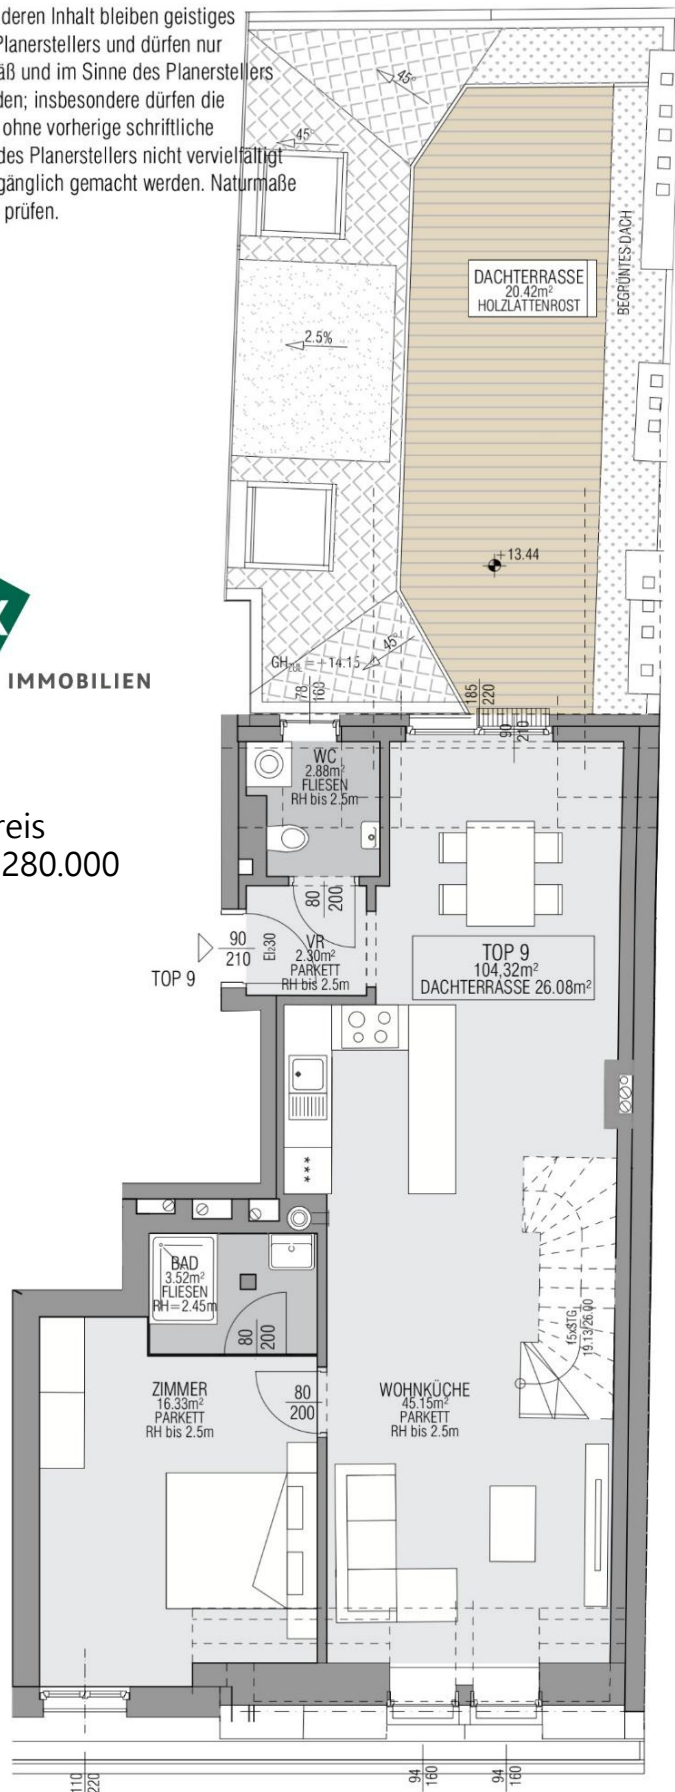 deren Inhalt bleiben geistiges
Planerstellers und dürfen nur
und im Sinne des Planerstellers
insbesondere dürfen die
ohne vorherige schriftliche
des Planerstellers nicht vervielfältigt
gemacht werden. Naturmaße
prüfen.
45°
45°
DACHTERRASSE
20.42m²
HOLZLATTENROST
BEGRÜNTES DACH
2.5%
+13.44
45°
IMMOBILIEN
= +14.15
78
160
185
220
90
210
WC
2.88m²
FLIESEN
RH bis 2.5m
reis
280.000
80
200
90
210
EI₂30
VR
2.30m²
PARKETT
RH bis 2.5m
TOP 9
TOP 9
104,32m²
DACHTERRASSE 26.08m²
***
BAD
3.52m²
FLIESEN
RH=2.45m
80
200
15xSTG
19.13/26.00
ZIMMER
16.33m²
PARKETT
RH bis 2.5m
80
200
WOHNKÜCHE
45.15m²
PARKETT
RH bis 2.5m
110
220
94
160
94
160